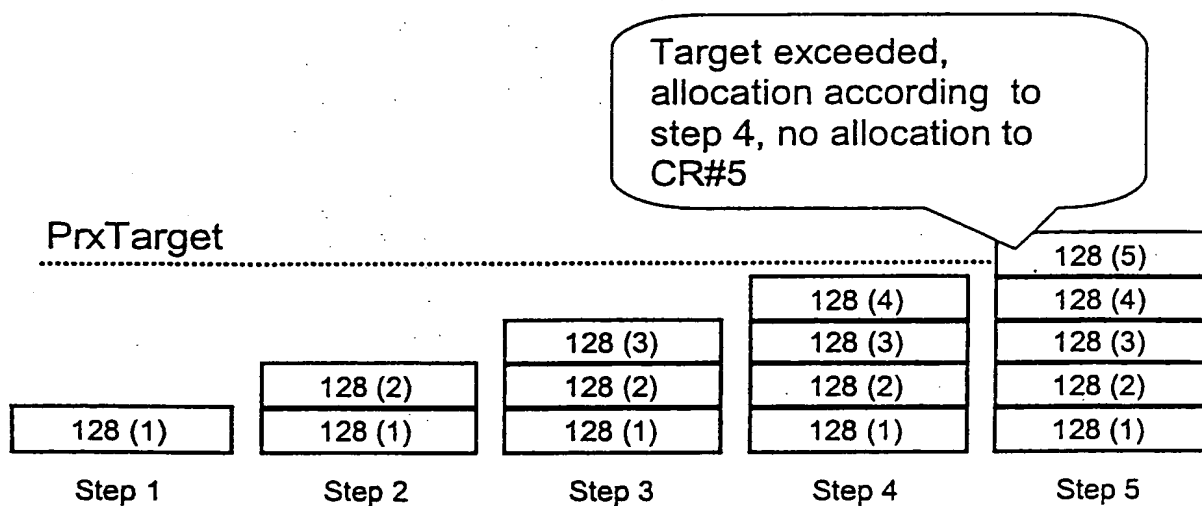 Target exceeded,
allocation according to
step 4, no allocation to
CR#5
PrxTarget
128 (5)
128 (4) 128 (4)
128 (3) 128 (3) 128 (3)
128 (2) 128 (2) 128 (2) 128 (2)
128 (1) 128 (1) 128 (1) 128 (1) 128 (1)
Step 1 Step 2 Step 3 Step 4 Step 5